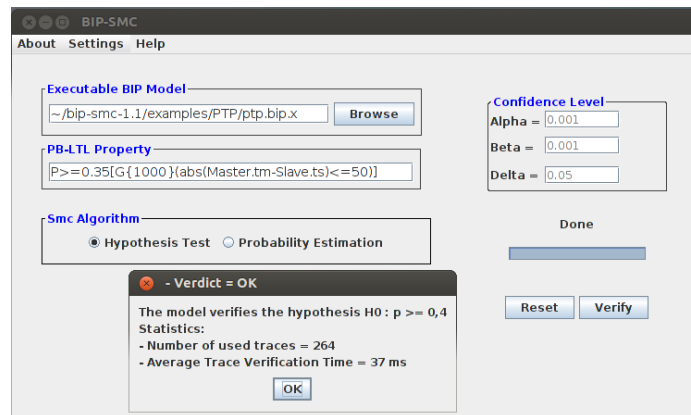 BIP-SMC
About Settings Help
Executable BIP Model
~/bip-smc-1.1/examples/PTP/ptp.bip.x Browse
PB-LTL Property
P>=0.35[G{1000}(abs(Master.tm-Slave.ts)<=50)]
Smc Algorithm
Hypothesis Test Probability Estimation
Confidence Level
Alpha = 0.001
Beta = 0.001
Delta = 0.05
Done
Reset Verify
- Verdict = OK
The model verifies the hypothesis H0 : p >= 0,4
Statistics:
- Number of used traces = 264
- Average Trace Verification Time = 37 ms
OK